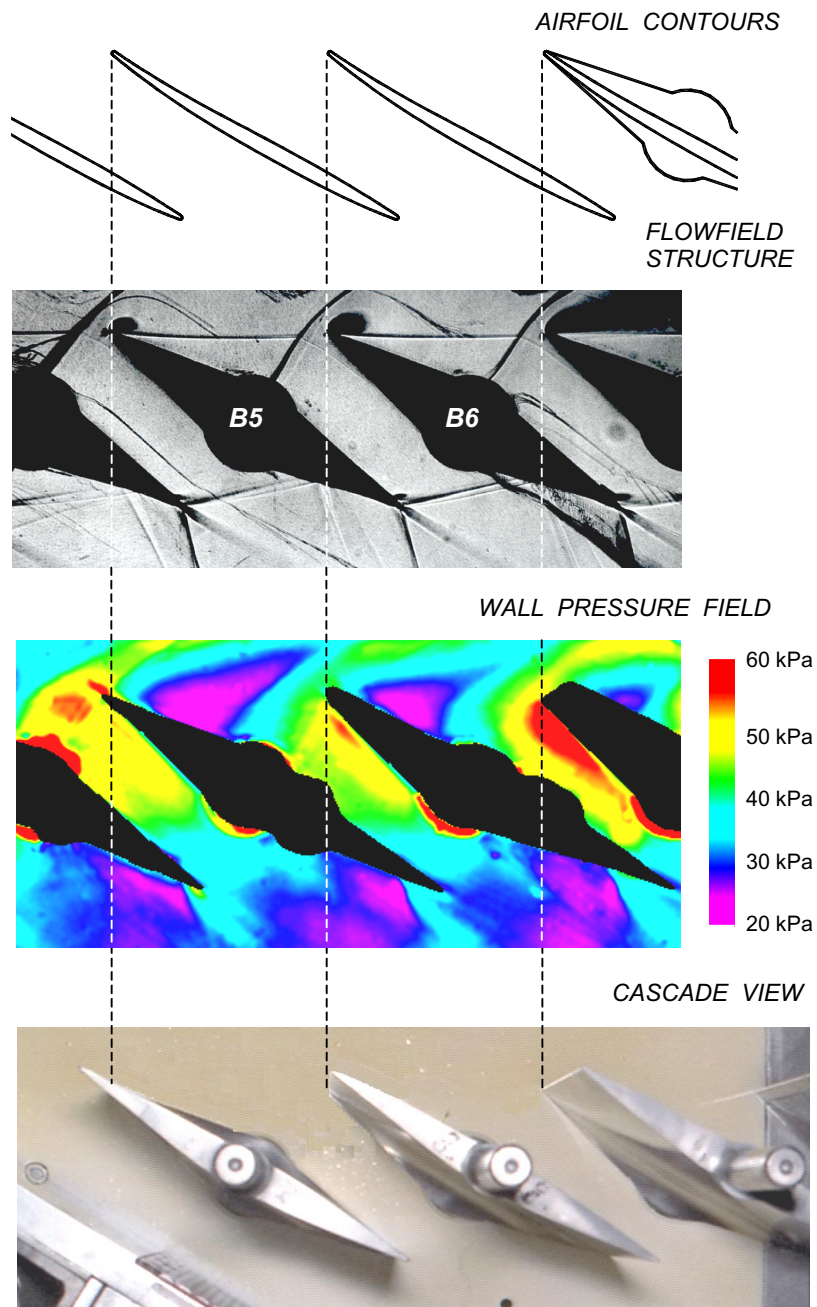 AIRFOIL CONTOURS
FLOWFIELD
STRUCTURE
B5
B6
WALL PRESSURE FIELD
60 kPa
50 kPa
40 kPa
30 kPa
20 kPa
CASCADE VIEW